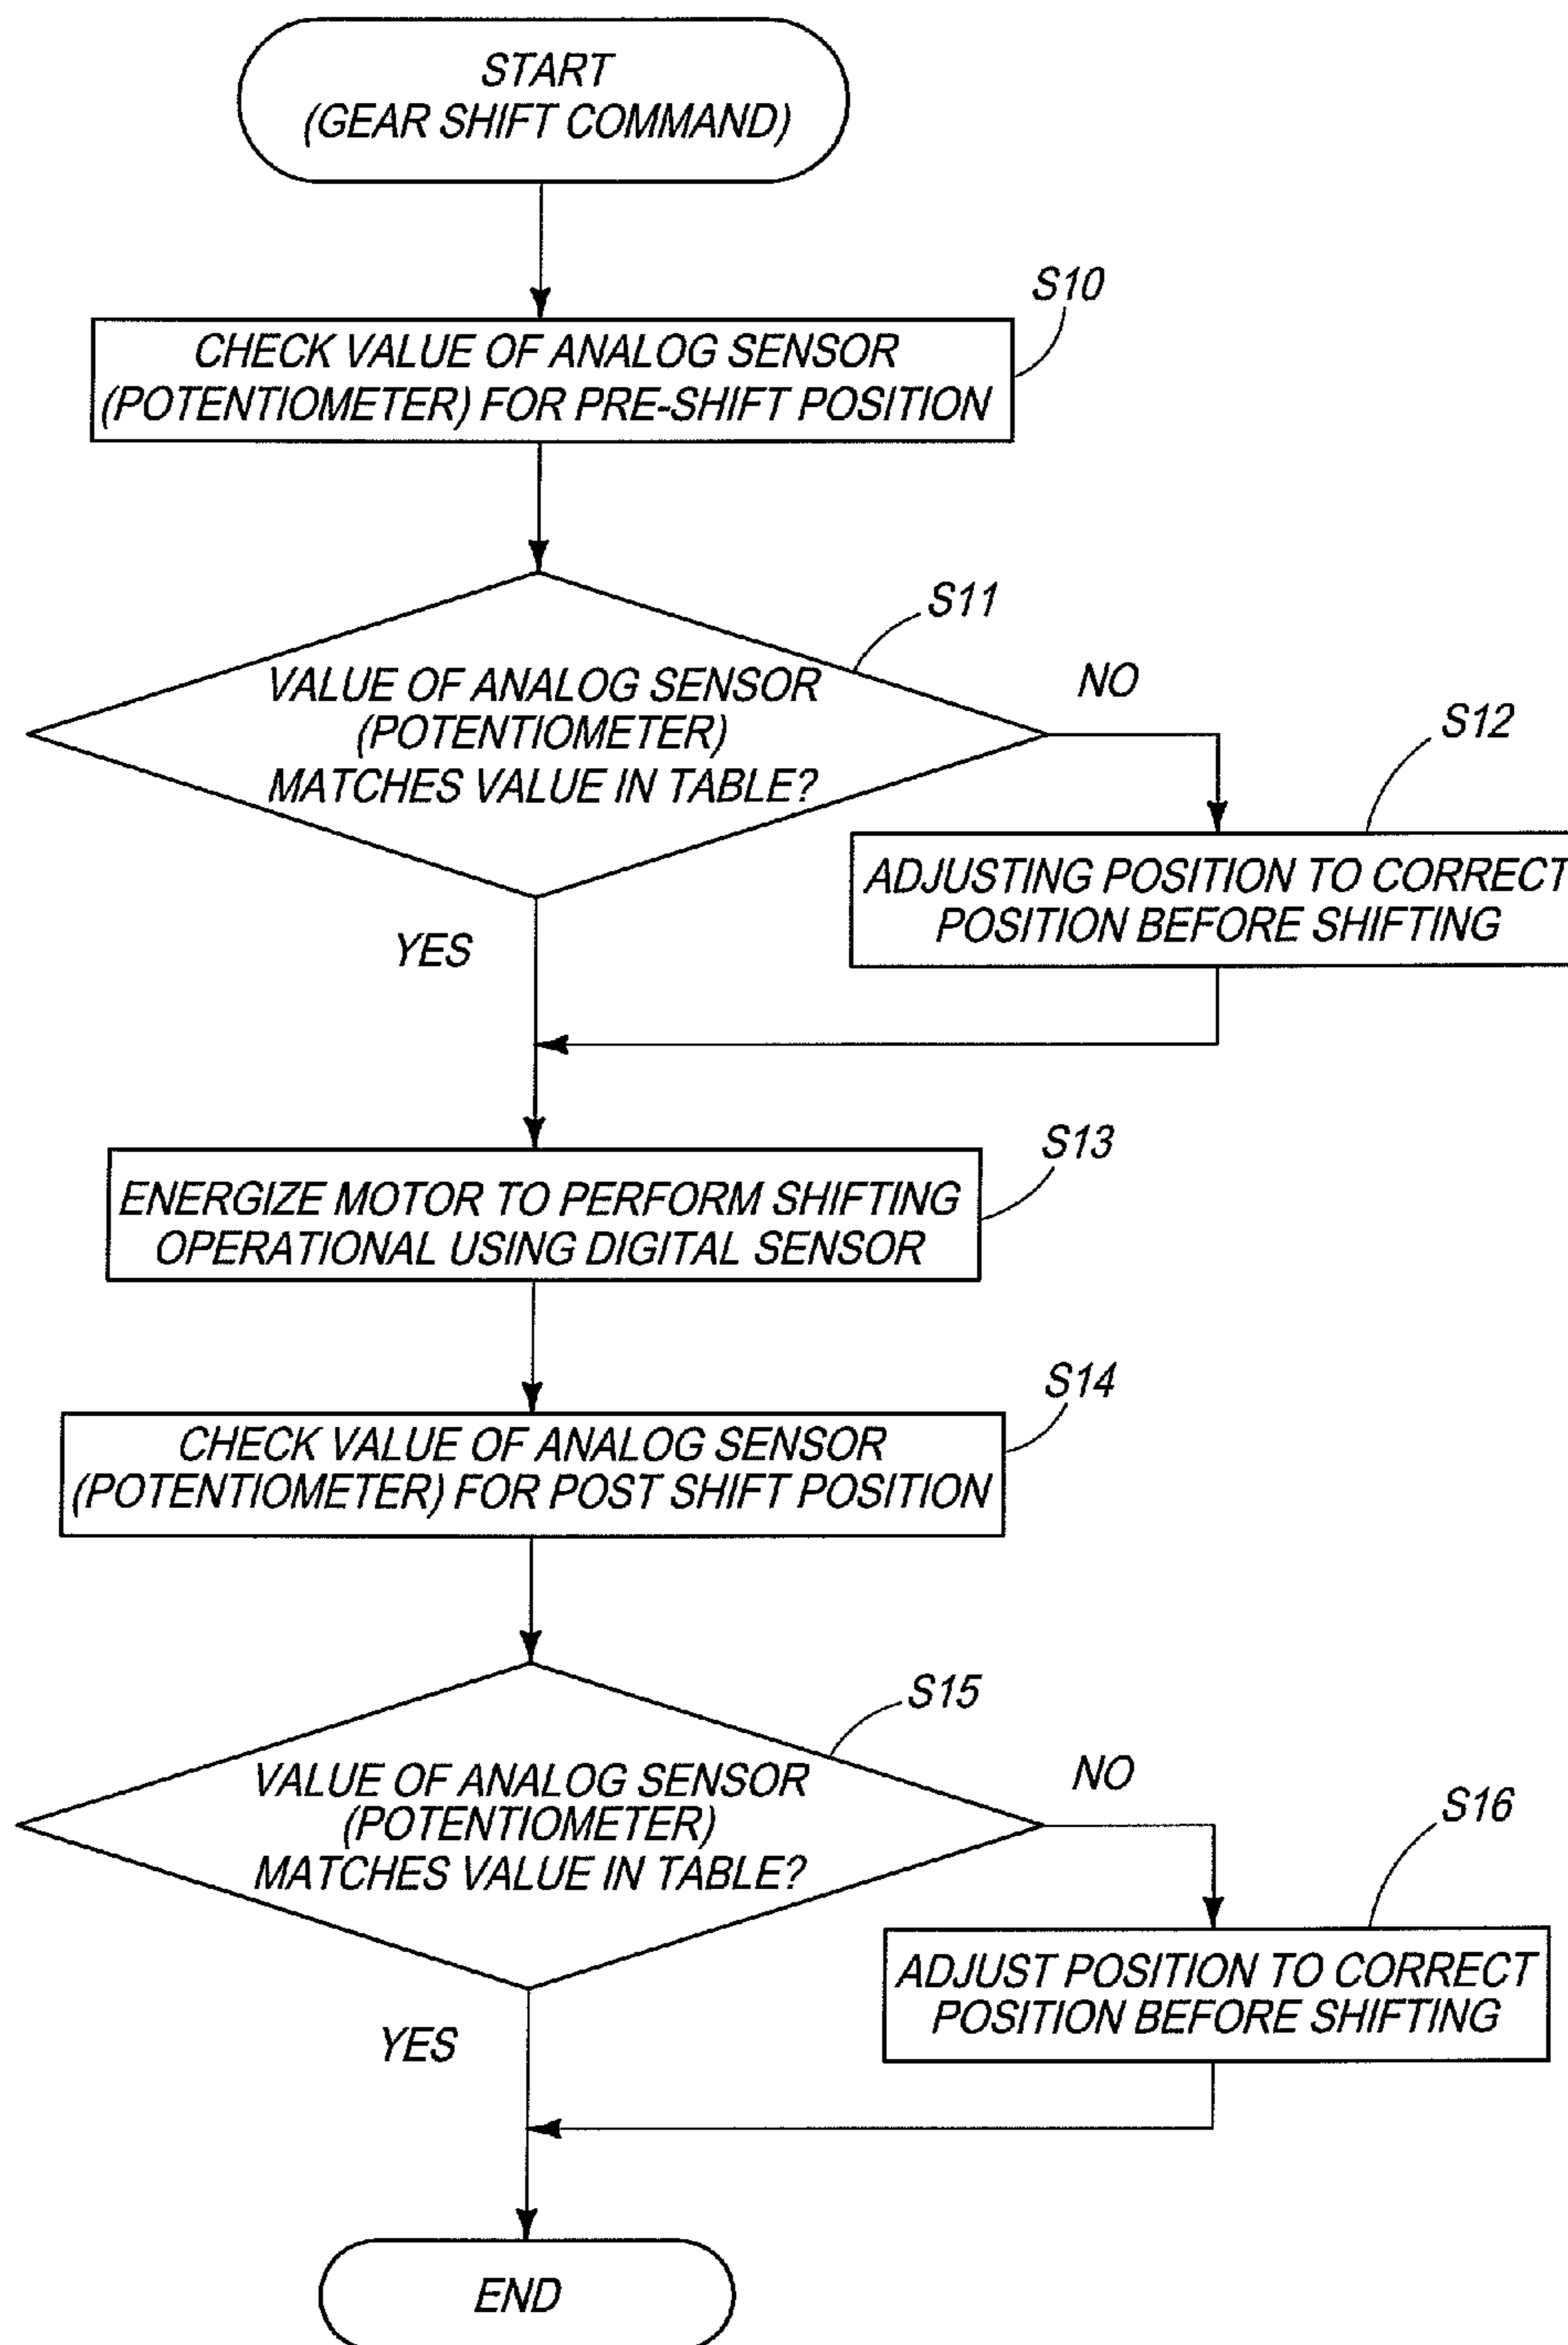 START
(GEAR SHIFT COMMAND)
S10
CHECK VALUE OF ANALOG SENSOR
(POTENTIOMETER) FOR PRE-SHIFT POSITION
S11
VALUE OF ANALOG SENSOR
(POTENTIOMETER)
MATCHES VALUE IN TABLE?
NO
S12
ADJUSTING POSITION TO CORRECT
POSITION BEFORE SHIFTING
YES
S13
ENERGIZE MOTOR TO PERFORM SHIFTING
OPERATIONAL USING DIGITAL SENSOR
S14
CHECK VALUE OF ANALOG SENSOR
(POTENTIOMETER) FOR POST SHIFT POSITION
S15
VALUE OF ANALOG SENSOR
(POTENTIOMETER)
MATCHES VALUE IN TABLE?
NO
S16
ADJUST POSITION TO CORRECT
POSITION BEFORE SHIFTING
YES
END